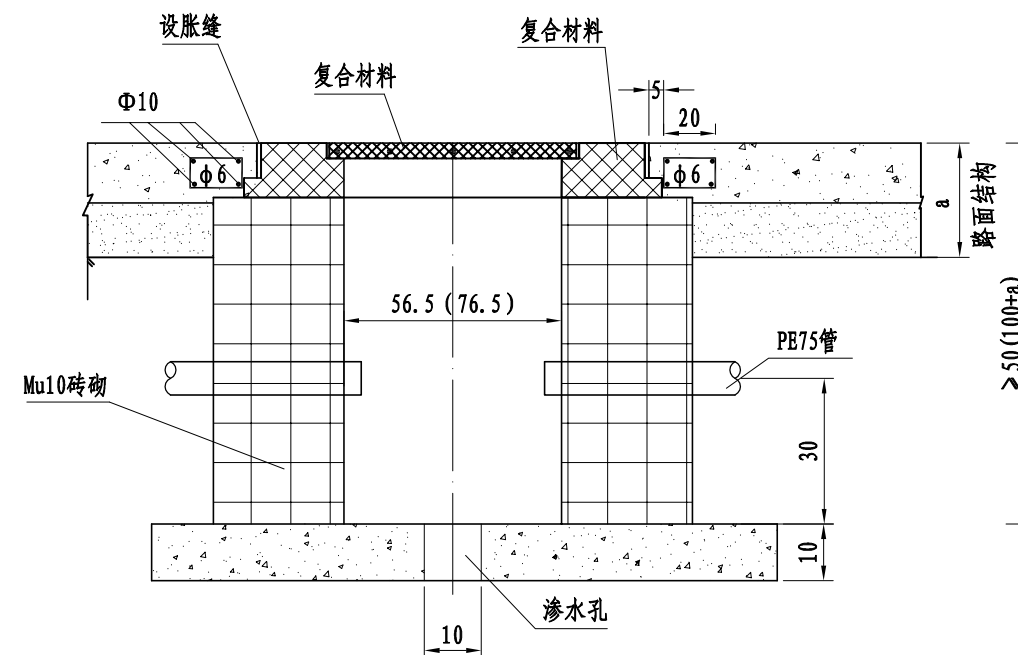 设胀缝
复合材料
复合材料
Φ10
5
20
ф6
ф6
a
路面结构
56.5(76.5)
≥50(100+a)
PE75管
Mu10砖砌
30
10
渗水孔
10